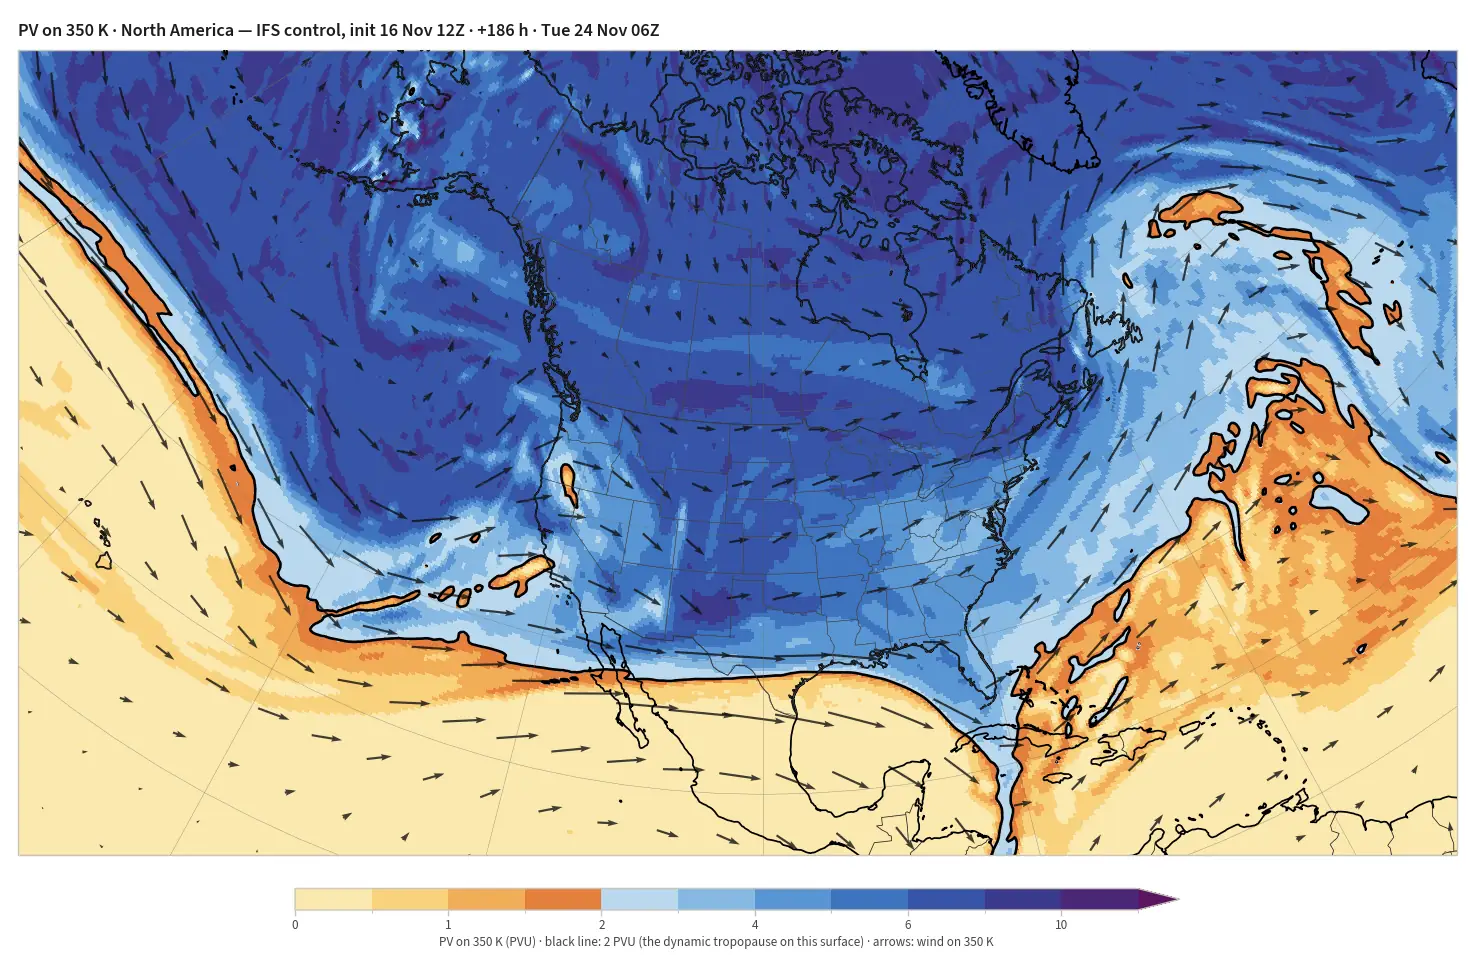 PV on 350 K · North America — IFS control, init 16 Nov 12Z · +186 h · Tue 24 Nov 06Z
0 1 2 4 6 10
PV on 350 K (PVU) · black line: 2 PVU (the dynamic tropopause on this surface) · arrows: wind on 350 K